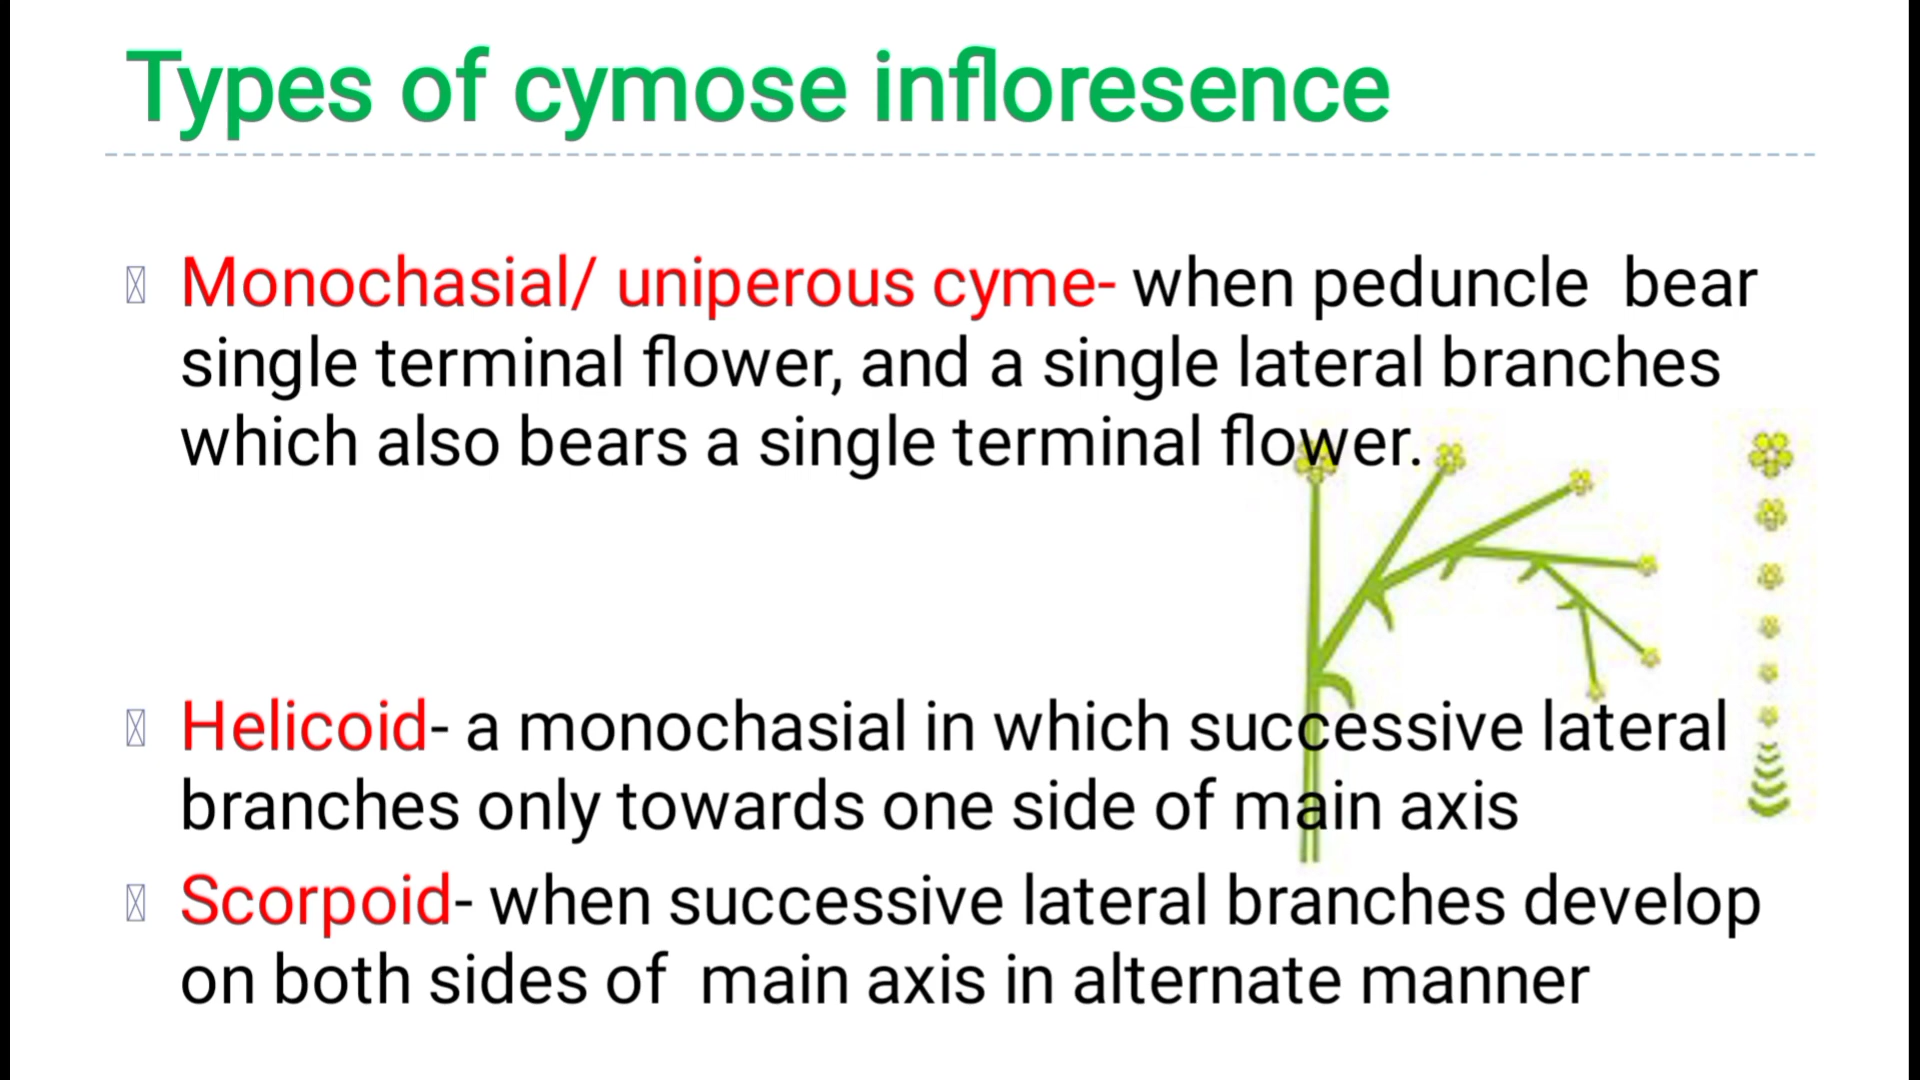 Types of cymose infloresence
Monochasial/ uniperous cyme- when peduncle  bear
single terminal flower, and a single lateral branches
which also bears a single terminal flower.
Helicoid- a monochasial in which successive lateral
branches only towards one side of main axis
Scorpoid- when successive lateral branches develop
on both sides of  main axis in alternate manner